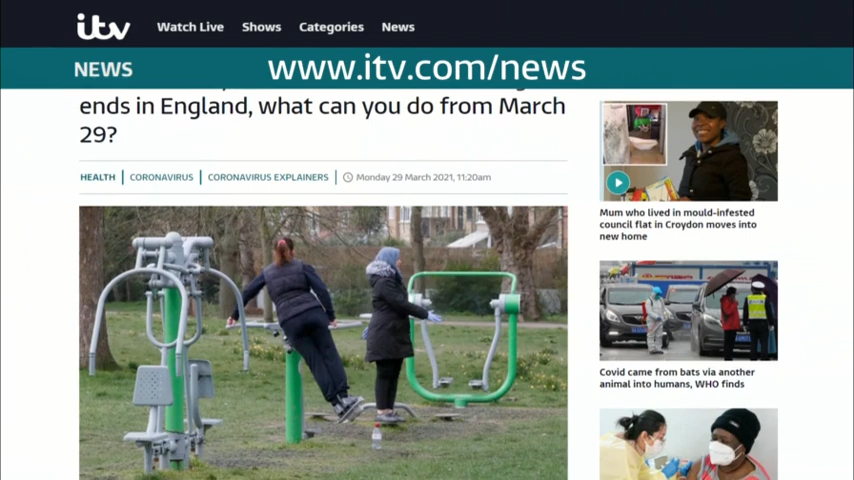 itv
Watch Live
Shows
Categories
News
NEWS
www.itv.com/news
ends in England, what can you do from March
29?
HEALTH
CORONAVIRUS
CORONAVIRUS EXPLAINERS
Monday 29 March 2021, 11:20am
Mum who lived in mould-infested
council flat in Croydon moves into
new home
Covid came from bats via another
animal into humans, WHO finds